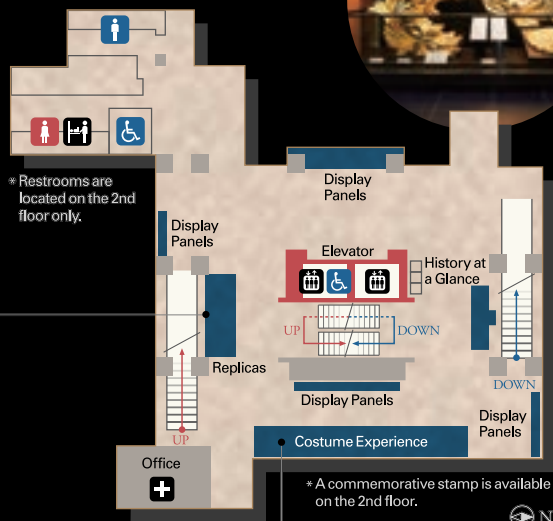 * Restrooms are
located on the 2nd
floor only.
Display
Panels
Display
Panels
Elevator
History at
a Glance
UP
DOWN
Replicas
Display Panels
UP
DOWN
Display
Panels
Costume Experience
Office
* A commemorative stamp is available
on the 2nd floor.
N